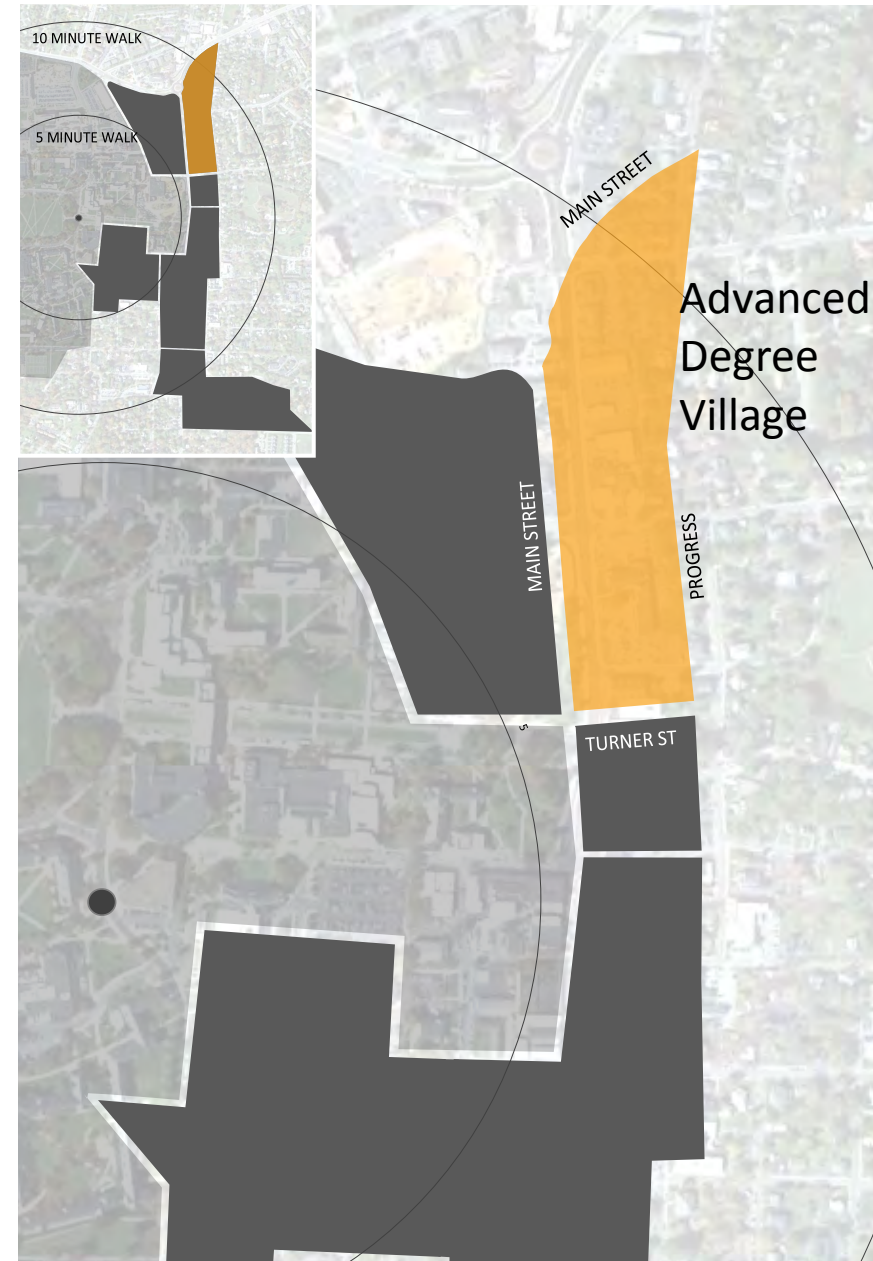 10 MINUTE WALK
5 MINUTE WALK
MAIN STREET
Advanced
Degree
Village
MAIN STREET
PROGRESS
5
TURNER ST